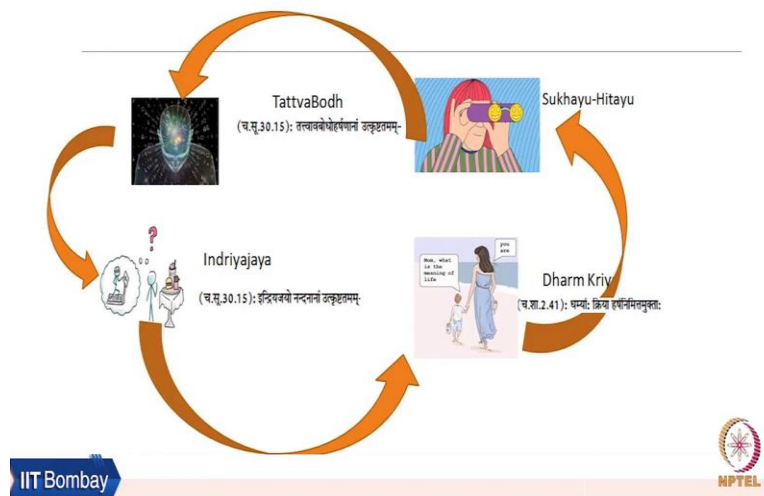 TattvaBodh
(च.सू.30.15): तत्त्वावबोधोहर्षणानां उत्कृष्टतमम्-
Sukhayu-Hitayu
Indriyajaya
(च.सू.30.15): इन्द्रियजयो नन्दनानां उत्कृष्टतमम्-
Mom, what
is the
meaning of
life
you
are
Dharm Kriy
(च.शा.2.41): धर्म्याः क्रिया हर्षनिमित्तमुक्ता:
?
IIT Bombay
NPTEL